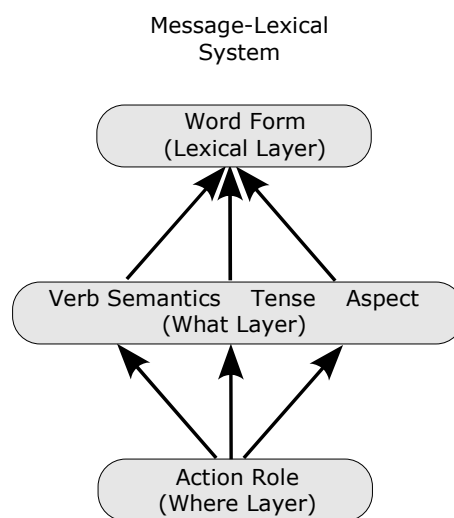 Message-Lexical
System
Word Form
(Lexical Layer)
Verb Semantics Tense Aspect
(What Layer)
Action Role
(Where Layer)